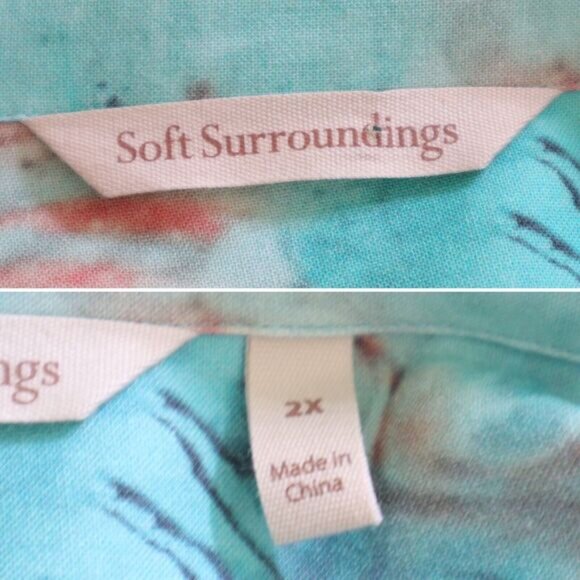 Soft Surroundings
ngs
2X
Made in
China